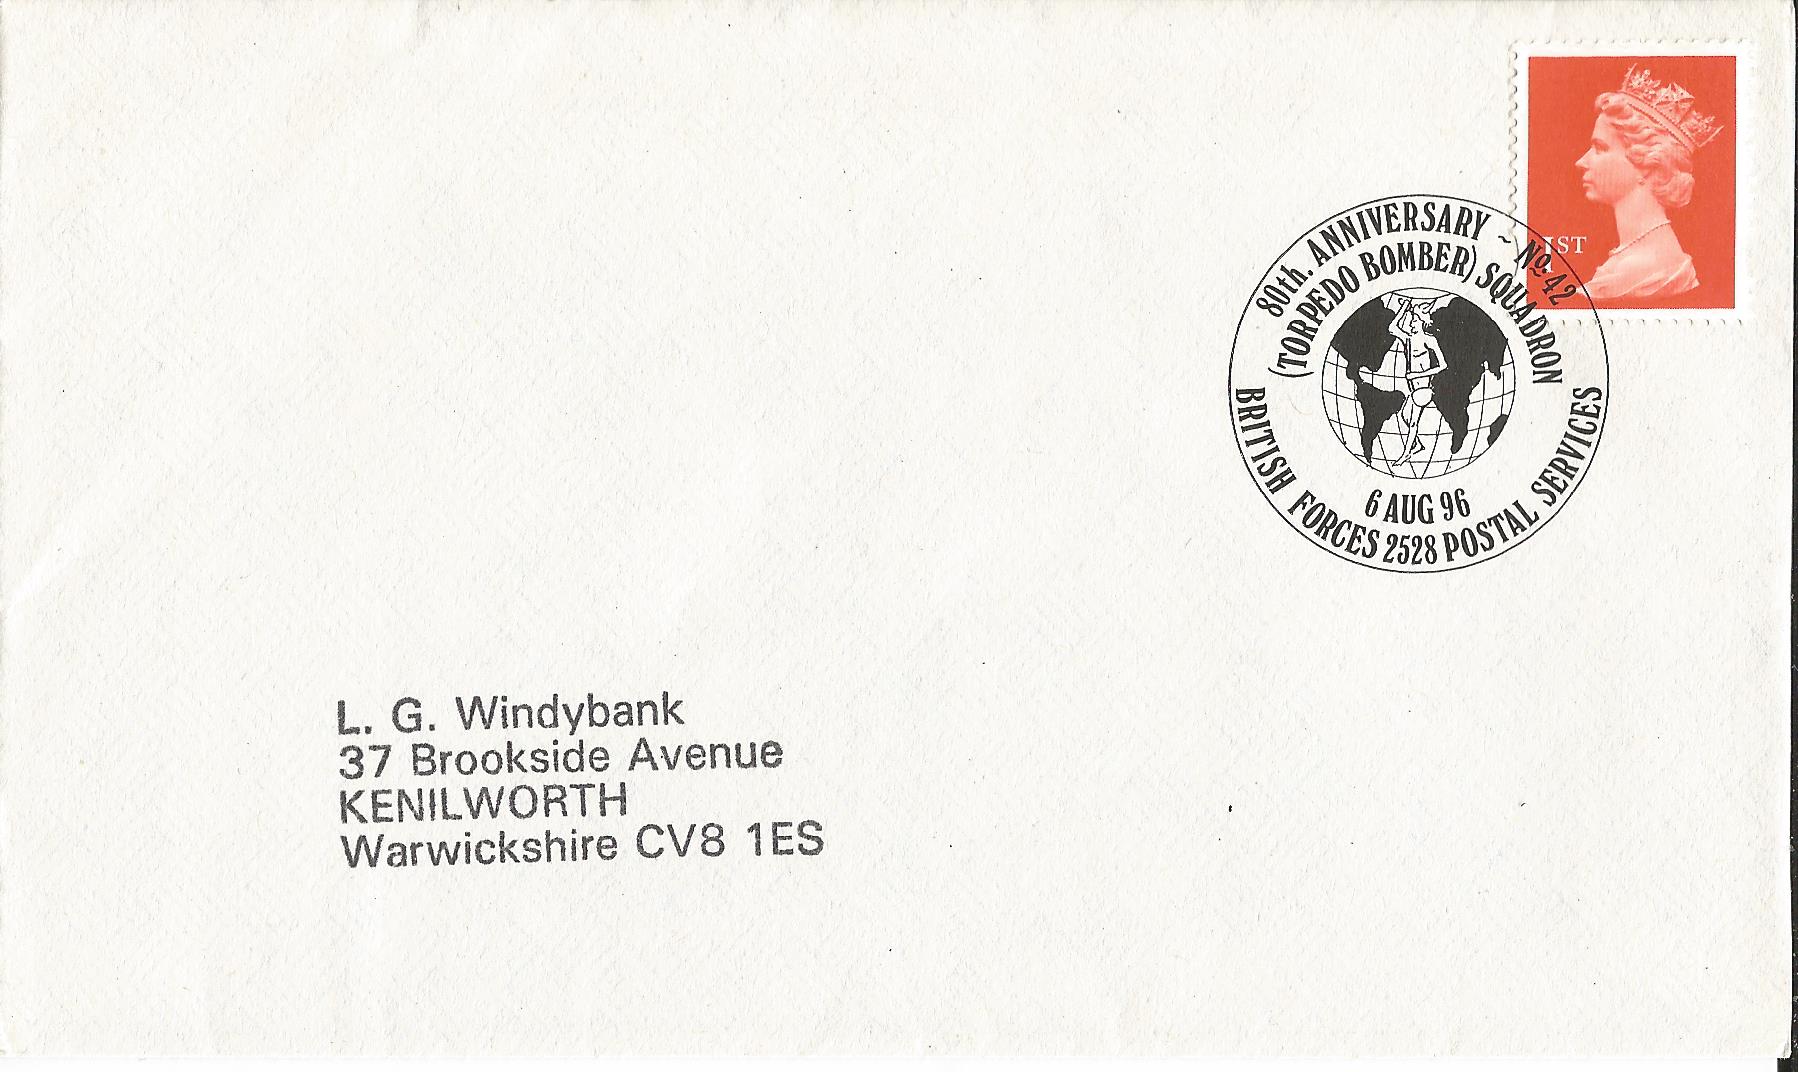 1ST
80th. ANNIVERSARY ~ No. 42
(TORPEDO BOMBER) SQUADRON
6 AUG 96
BRITISH FORCES 2528 POSTAL SERVICES
L. G. Windybank
37 Brookside Avenue
KENILWORTH
Warwickshire CV8 1ES